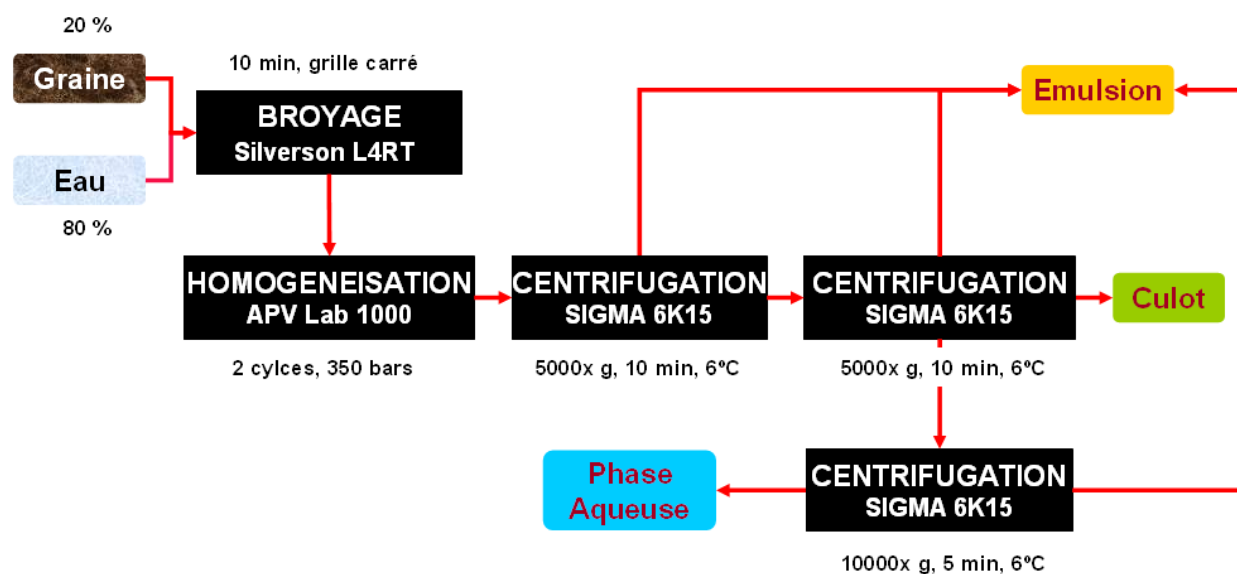 20 %
Graine
10 min, grille carré
BROYAGE
Silverson L4RT
Emulsion
Eau
80 %
HOMOGENEISATION
APV Lab 1000
2 cylces, 350 bars
CENTRIFUGATION
SIGMA 6K15
5000x g, 10 min, 6ºC
CENTRIFUGATION
SIGMA 6K15
5000x g, 10 min, 6ºC
Culot
Phase
Aqueuse
CENTRIFUGATION
SIGMA 6K15
10000x g, 5 min, 6ºC